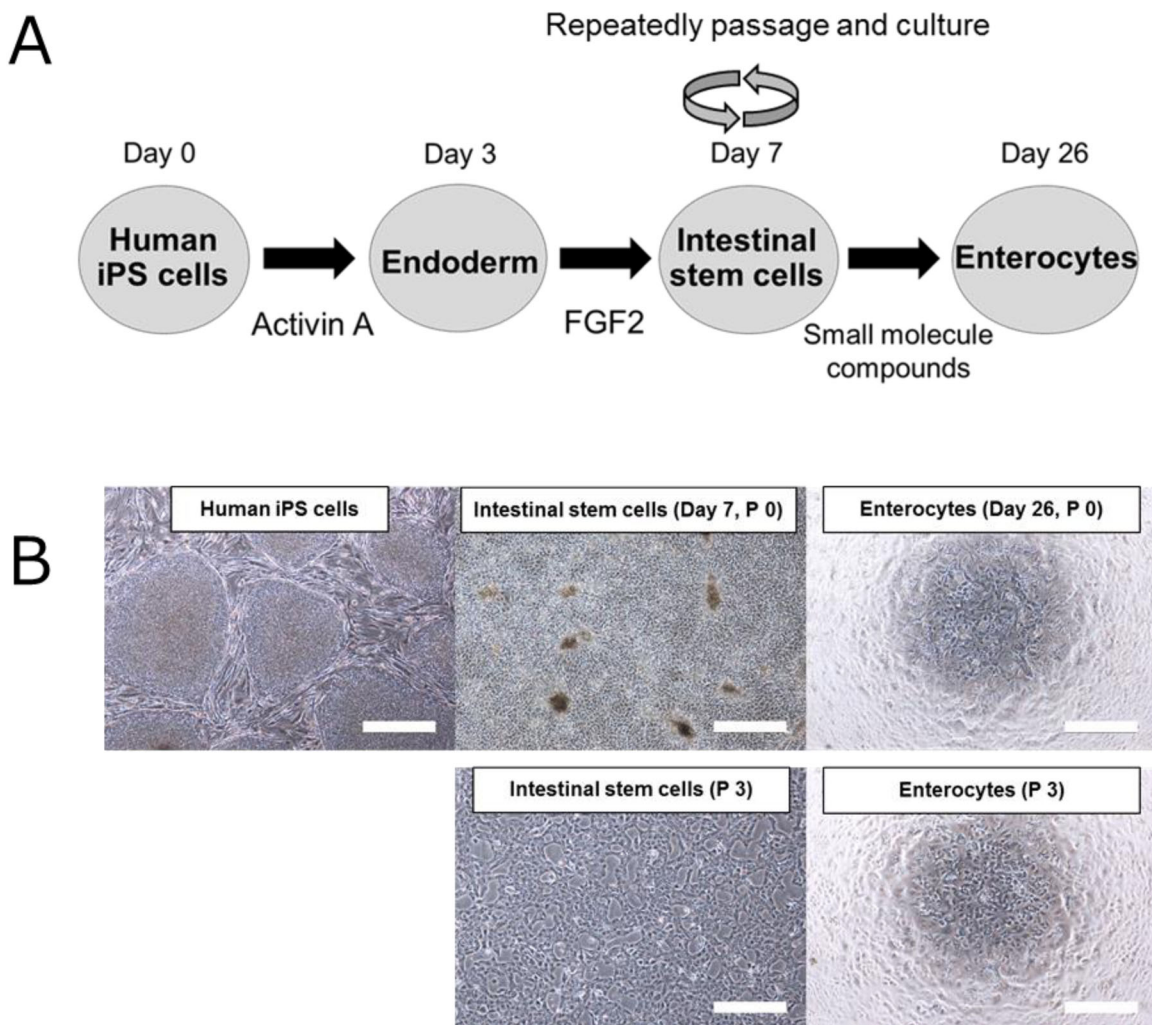 A
Repeatedly passage and culture
Day 0
Day 3
Day 7
Day 26
Human
iPS cells
Endoderm
Intestinal
stem cells
Enterocytes
Activin A
FGF2
Small molecule
compounds
B
Human iPS cells
Intestinal stem cells (Day 7, P 0)
Enterocytes (Day 26, P 0)
Intestinal stem cells (P 3)
Enterocytes (P 3)